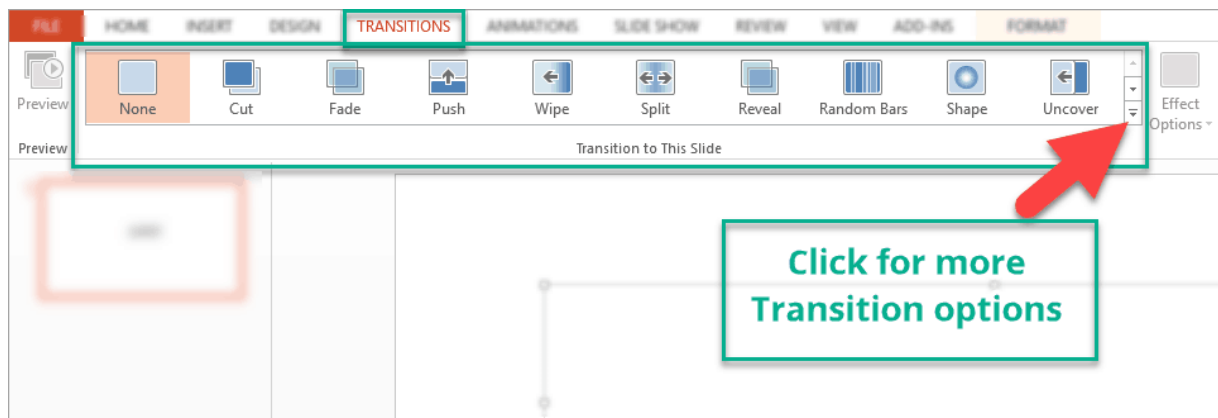 FILE HOME INSERT DESIGN TRANSITIONS ANIMATIONS SLIDE SHOW REVIEW VIEW ADD-INS FORMAT
Preview None Cut Fade Push Wipe Split Reveal Random Bars Shape Uncover Effect
Options
Preview Transition to This Slide
Click for more
Transition options